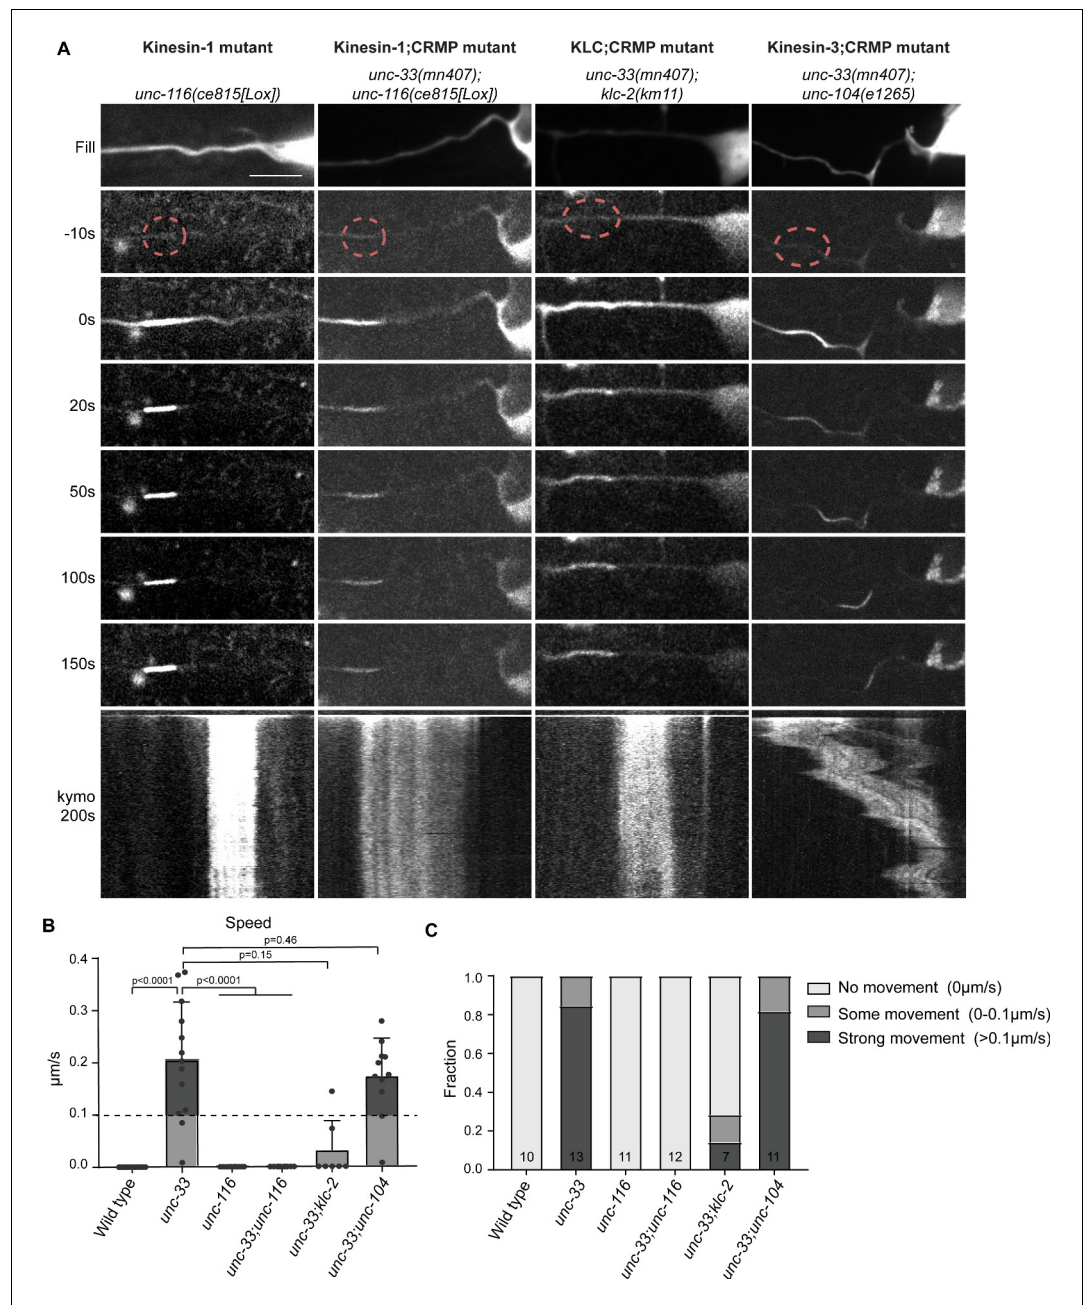 A
Kinesin-1 mutant
Kinesin-1;CRMP mutant
KLC;CRMP mutant
Kinesin-3;CRMP mutant
unc-116(ce815[Lox])
unc-33(mn407);
unc-116(ce815[Lox])
unc-33(mn407);
klc-2(km11)
unc-33(mn407);
unc-104(e1265)
Fill
-10s
0s
20s
50s
100s
150s
kymo
200s
B
Speed
p=0.46
p=0.15
p<0.0001
p<0.0001
µm/s
0.4
0.3
0.2
0.1
0.0
Wild type
unc-33
unc-116
unc-33;unc-116
unc-33;klc-2
unc-33;unc-104
C
Fraction
1.0
0.8
0.6
0.4
0.2
0.0
10
13
11
12
7
11
Wild type
unc-33
unc-116
unc-33;unc-116
unc-33;klc-2
unc-33;unc-104
No movement (0µm/s)
Some movement (0-0.1µm/s)
Strong movement (>0.1µm/s)